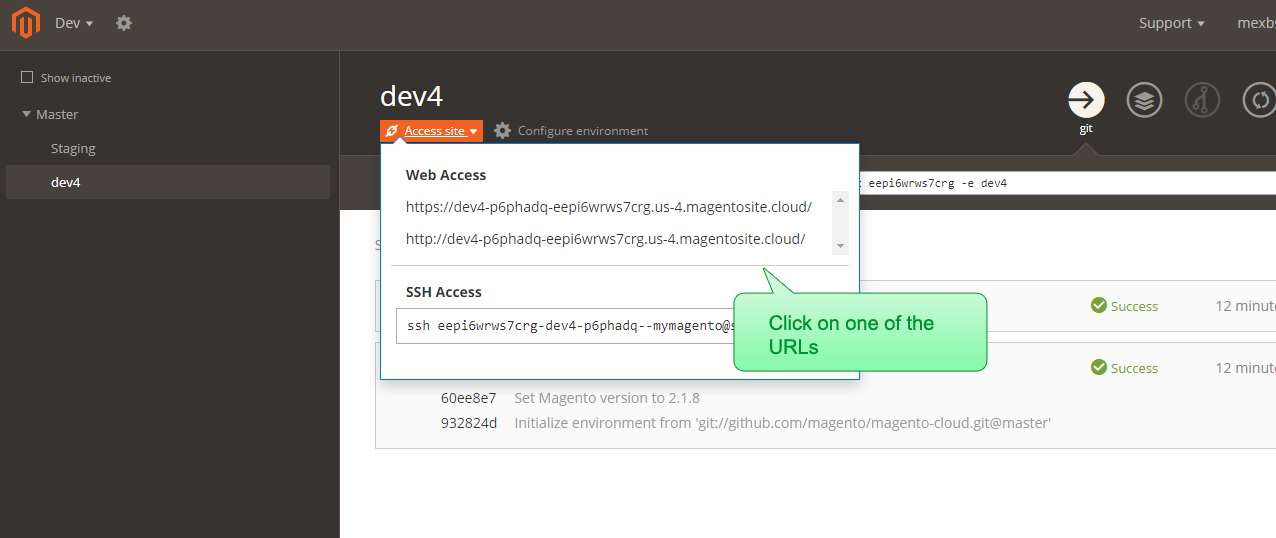 Dev
Support
Show inactive
Master
Staging
dev4
dev4
Access site
Configure environment
git
eepi6wrws7crg -e dev4
Web Access
https://dev4-p6phadq-eepi6wrws7crg.us-4.magentosite.cloud/
http://dev4-p6phadq-eepi6wrws7crg.us-4.magentosite.cloud/
SSH Access
ssh eepi6wrws7crg-dev4-p6phadq--mymagento@
Click on one of the
URLs
Success
12
Success
12
60ee8e7 Set Magento version to 2.1.8
932824d Initialize environment from 'git://github.com/magento/magento-cloud.git@master'